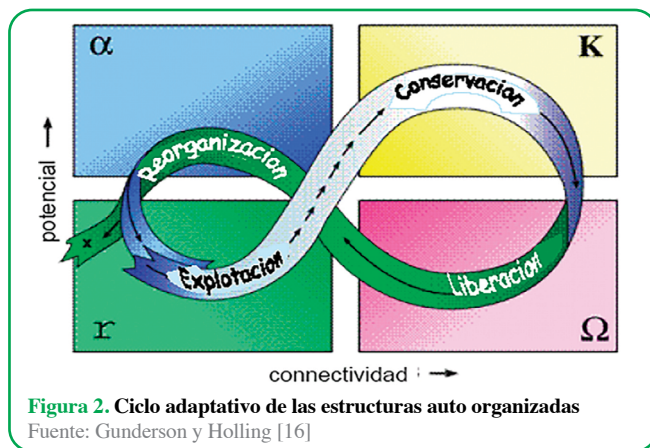 α
K
Conservacion
Reorganizacion
potencial
x
Explotacion
Liberacion
r
Ω
connectividad
Figura 2. Ciclo adaptativo de las estructuras auto organizadas
Fuente: Gunderson y Holling [16]